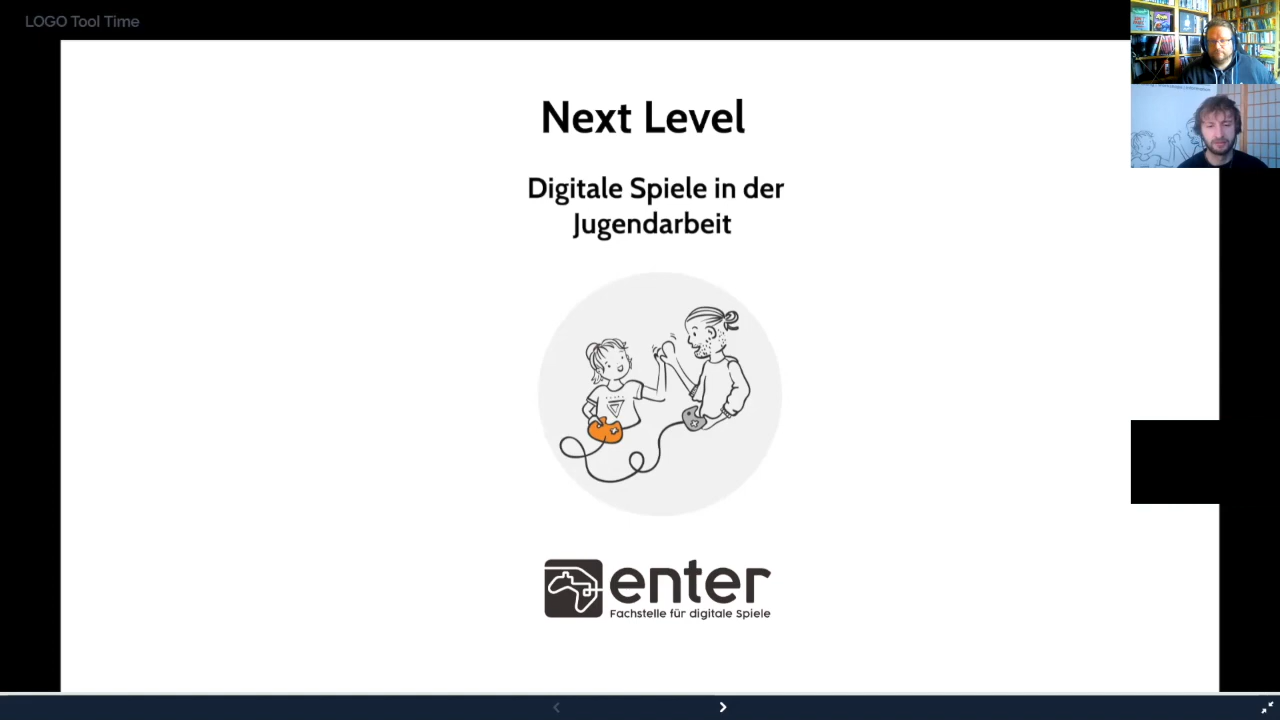 LOGO Tool Time
Next Level
Digitale Spiele in der
Jugendarbeit
enter
Fachstelle für digitale Spiele